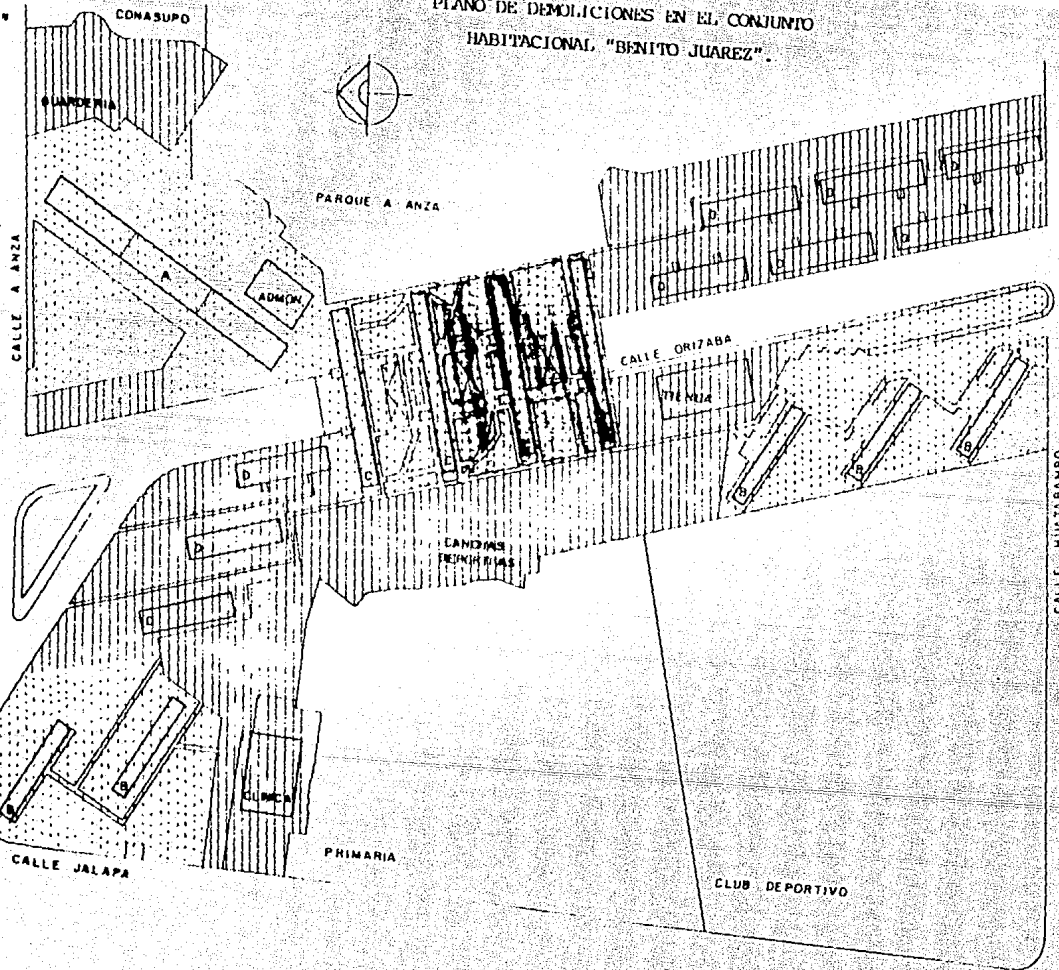 PLANO DE DEMOLICIONES EN EL CONJUNTO
HABITACIONAL "BENITO JUAREZ".
CONASUPO
GUARDERIA
PARQUE A ANZA
CALLE A ANZA
A
ADMON
D
D
D
D
D
D
CALLE ORIZABA
TIENDA
B
B
B
C
D
D
CANCHAS
DEPORTIVAS
B
B
CLINICA
CALLE JALAPA
PRIMARIA
CLUB DEPORTIVO